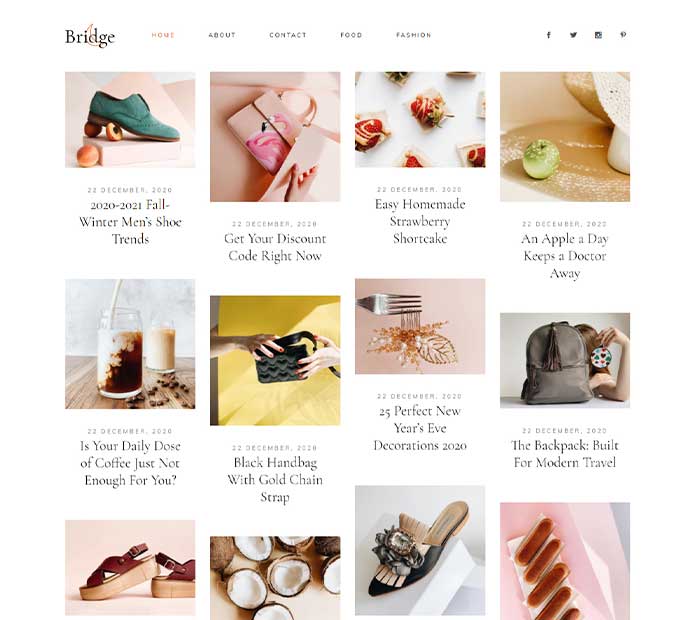 Bridge
HOME
ABOUT
CONTACT
FOOD
FASHION
22 DECEMBER, 2020
2020-2021 Fall-
Winter Men's Shoe
Trends
22 DECEMBER, 2020
Get Your Discount
Code Right Now
22 DECEMBER, 2020
Easy Homemade
Strawberry
Shortcake
22 DECEMBER, 2020
An Apple a Day
Keeps a Doctor
Away
22 DECEMBER, 2020
Is Your Daily Dose
of Coffee Just Not
Enough For You?
22 DECEMBER, 2020
Black Handbag
With Gold Chain
Strap
22 DECEMBER, 2020
25 Perfect New
Year's Eve
Decorations 2020
22 DECEMBER, 2020
The Backpack: Built
For Modern Travel